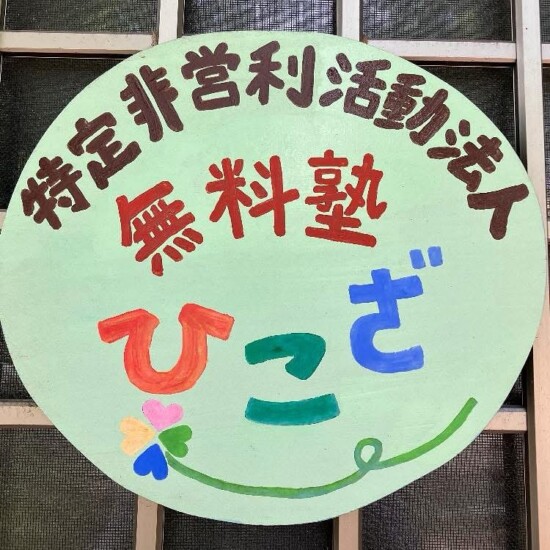 特定非営利活動法人
無料塾
ひこざ